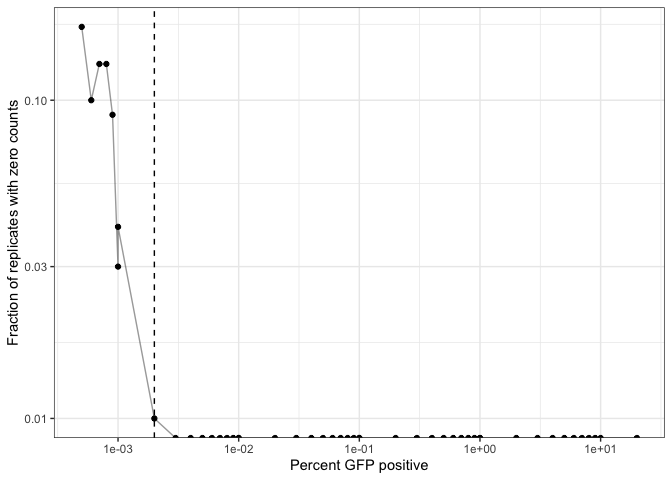 Fraction of replicates with zero counts
0.10
0.03
0.01
1e-03 1e-02 1e-01 1e+00 1e+01
Percent GFP positive